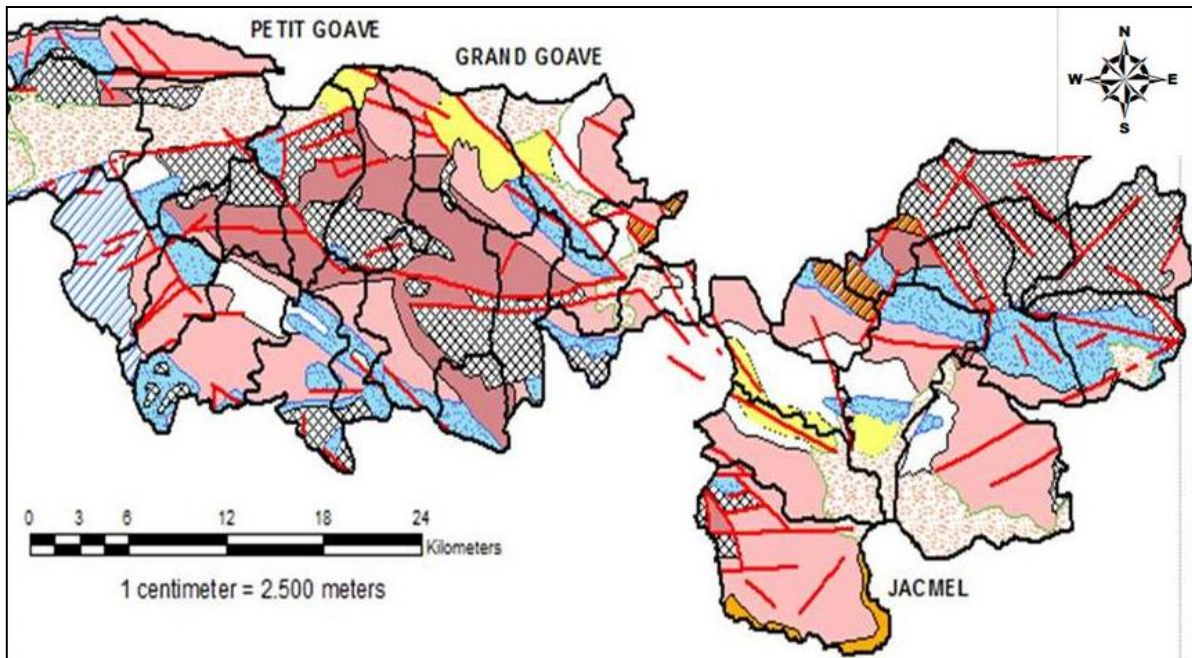 PETIT GOAVE
GRAND GOAVE
N
W E
S
0 3 6 12 18 24
Kilometers
1 centimeter = 2.500 meters
JACMEL